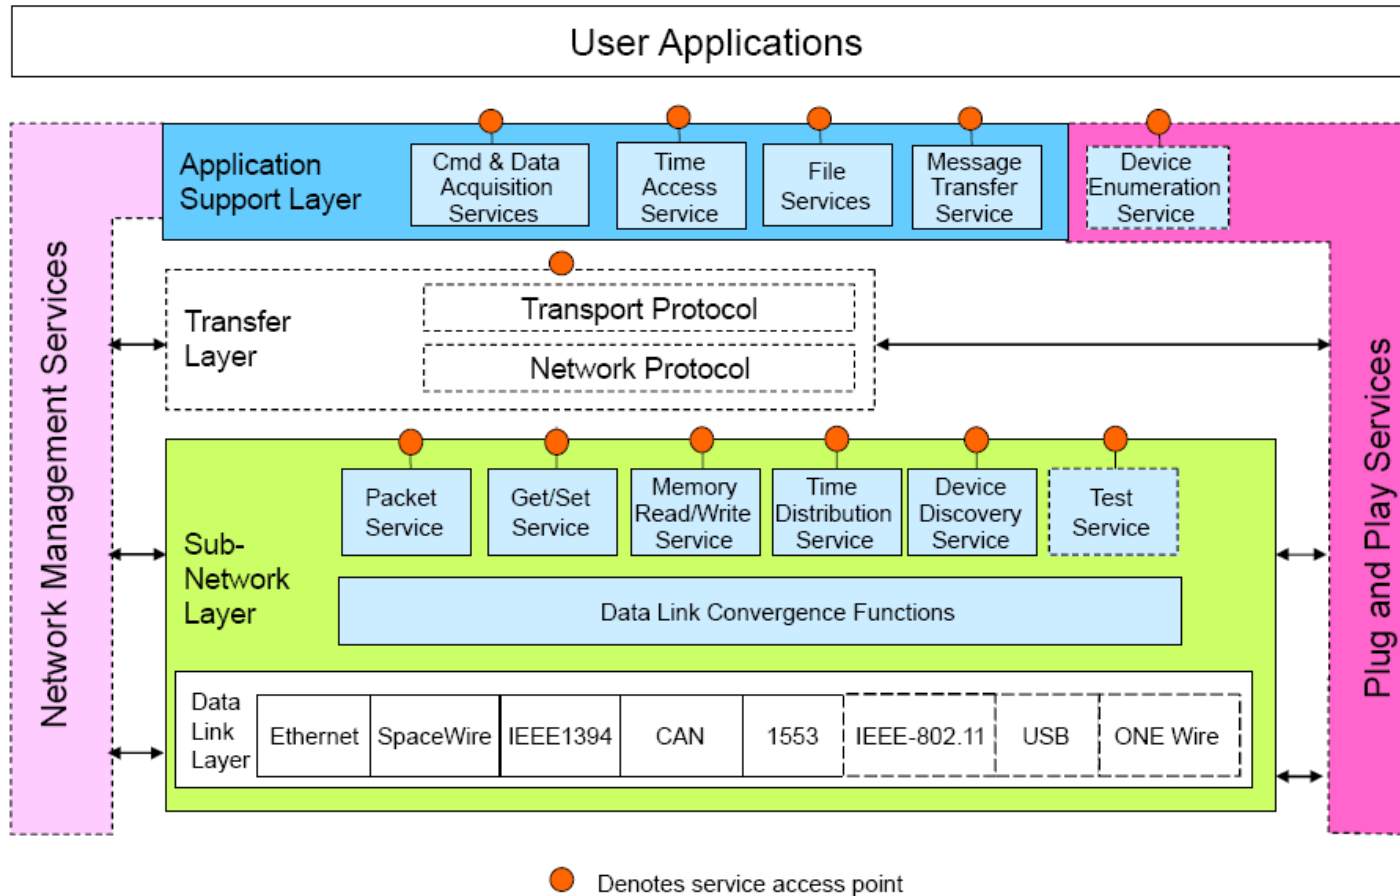 User Applications
Network Management Services
Application
Support Layer
Cmd & Data
Acquisition
Services
Time
Access
Service
File
Services
Message
Transfer
Service
Device
Enumeration
Service
Transfer
Layer
Transport Protocol
Network Protocol
Plug and Play Services
Sub-
Network
Layer
Packet
Service
Get/Set
Service
Memory
Read/Write
Service
Time
Distribution
Service
Device
Discovery
Service
Test
Service
Data Link Convergence Functions
Data
Link
Layer
Ethernet
SpaceWire
IEEE1394
CAN
1553
IEEE-802.11
USB
ONE Wire
Denotes service access point